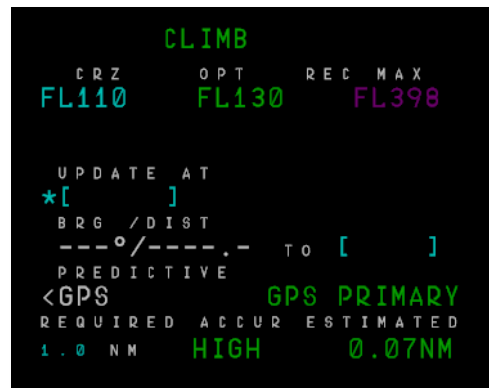 CLIMB
CRZ OPT REC MAX
FL110 FL130 FL398
UPDATE AT
*[ ]
BRG /DIST
---°/----.- TO [ ]
PREDICTIVE
<GPS GPS PRIMARY
REQUIRED ACCUR ESTIMATED
1.0 NM HIGH 0.07NM